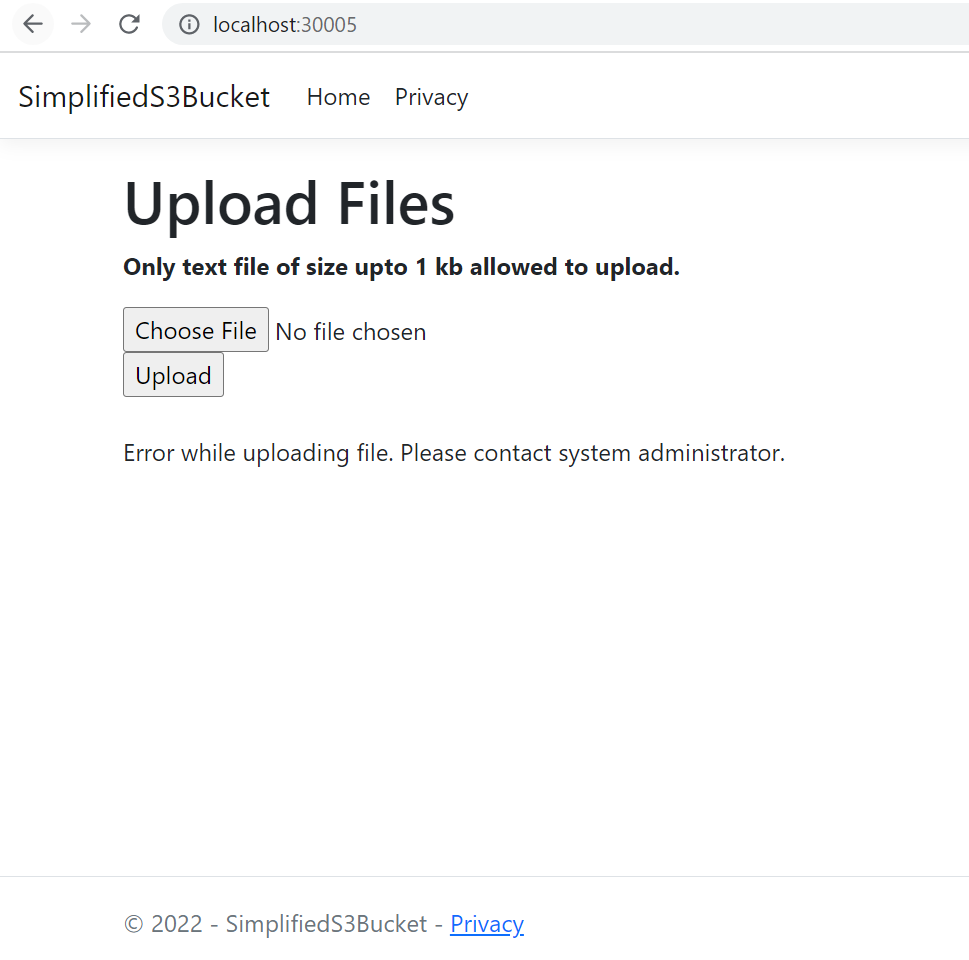 localhost:30005
SimplifiedS3Bucket Home Privacy
Upload Files
Only text file of size upto 1 kb allowed to upload.
Choose File No file chosen
Upload
Error while uploading file. Please contact system administrator.
© 2022 - SimplifiedS3Bucket - Privacy